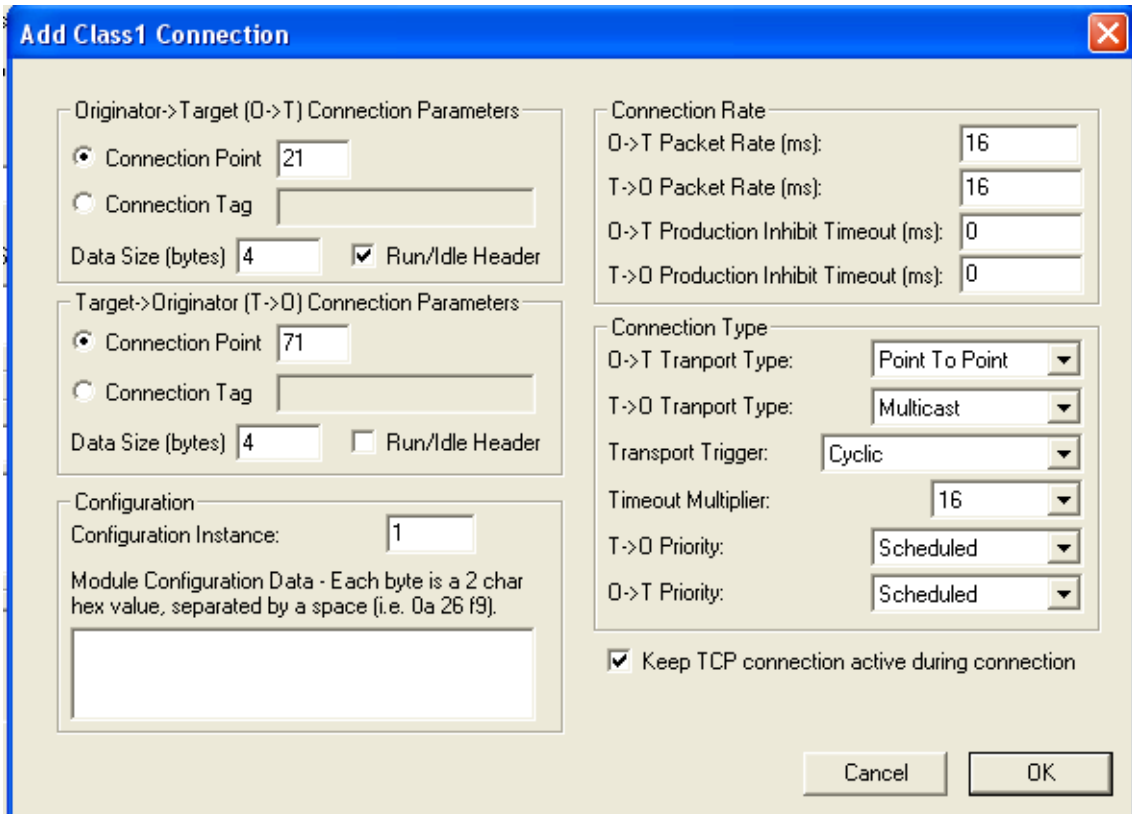 Add Class1 Connection
Originator->Target (O->T) Connection Parameters
Connection Point 21
Connection Tag
Data Size (bytes) 4 Run/Idle Header
Target->Originator (T->O) Connection Parameters
Connection Point 71
Connection Tag
Data Size (bytes) 4 Run/Idle Header
Configuration
Configuration Instance: 1
Module Configuration Data - Each byte is a 2 char
hex value, separated by a space (i.e. 0a 26 f9).
Connection Rate
O->T Packet Rate (ms): 16
T->O Packet Rate (ms): 16
O->T Production Inhibit Timeout (ms): 0
T->O Production Inhibit Timeout (ms): 0
Connection Type
O->T Tranport Type: Point To Point
T->O Tranport Type: Multicast
Transport Trigger: Cyclic
Timeout Multiplier: 16
T->O Priority: Scheduled
O->T Priority: Scheduled
Keep TCP connection active during connection
Cancel OK